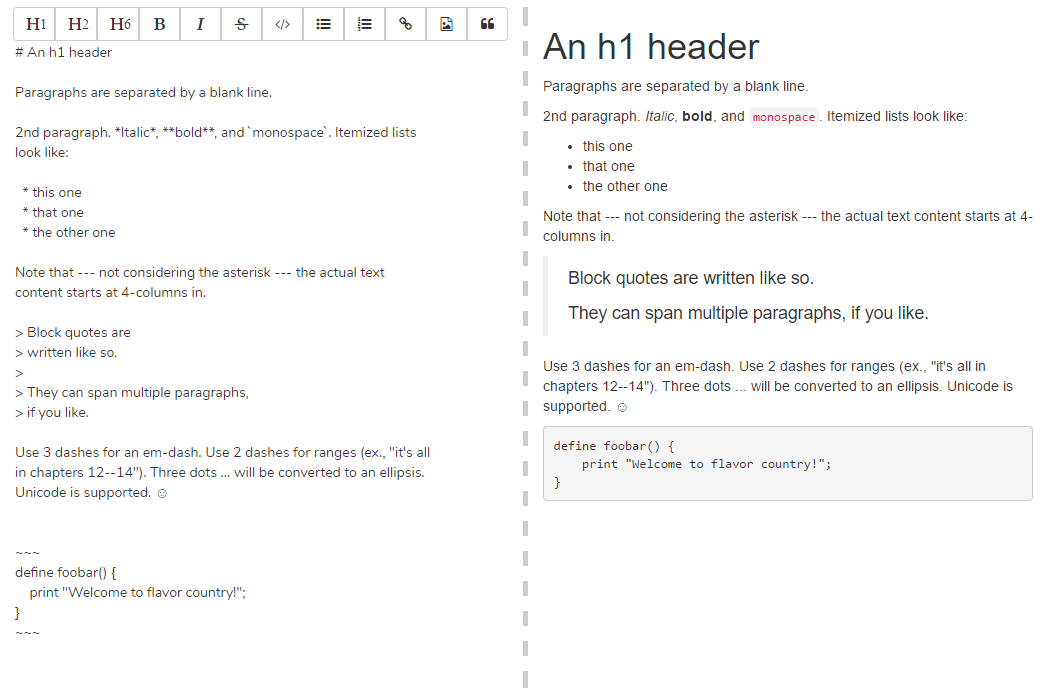 H1 H2 H6 B I S </>
# An h1 header
Paragraphs are separated by a blank line.
2nd paragraph. *Italic*, **bold**, and `monospace`. Itemized lists
look like:
* this one
* that one
* the other one
Note that --- not considering the asterisk --- the actual text
content starts at 4-columns in.
> Block quotes are
> written like so.
>
> They can span multiple paragraphs,
> if you like.
Use 3 dashes for an em-dash. Use 2 dashes for ranges (ex., "it's all
in chapters 12--14"). Three dots ... will be converted to an ellipsis.
Unicode is supported. ☺
~~~
define foobar() {
    print "Welcome to flavor country!";
}
~~~
An h1 header
Paragraphs are separated by a blank line.
2nd paragraph. Italic, bold, and monospace. Itemized lists look like:
• this one
• that one
• the other one
Note that --- not considering the asterisk --- the actual text content starts at 4-
columns in.
Block quotes are written like so.
They can span multiple paragraphs, if you like.
Use 3 dashes for an em-dash. Use 2 dashes for ranges (ex., "it's all in
chapters 12--14"). Three dots ... will be converted to an ellipsis. Unicode is
supported. ☺
define foobar() {
    print "Welcome to flavor country!";
}